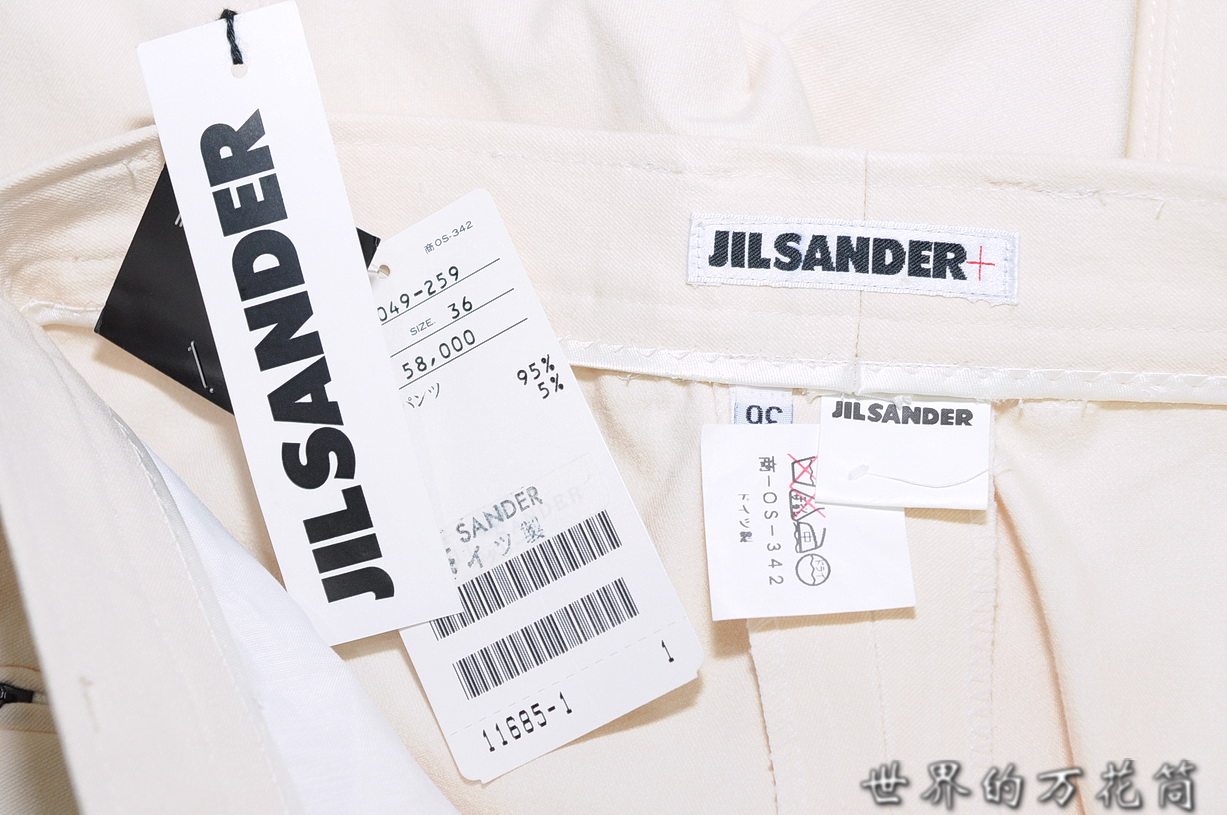 JILSANDER
商OS-342
049-259
SIZE. 36
58,000
パンツ
95%
5%
SANDER
イツ製
1
11685-1
JILSANDER+
36
JILSANDER
商-OS-342
ドイツ製
世界的万花筒